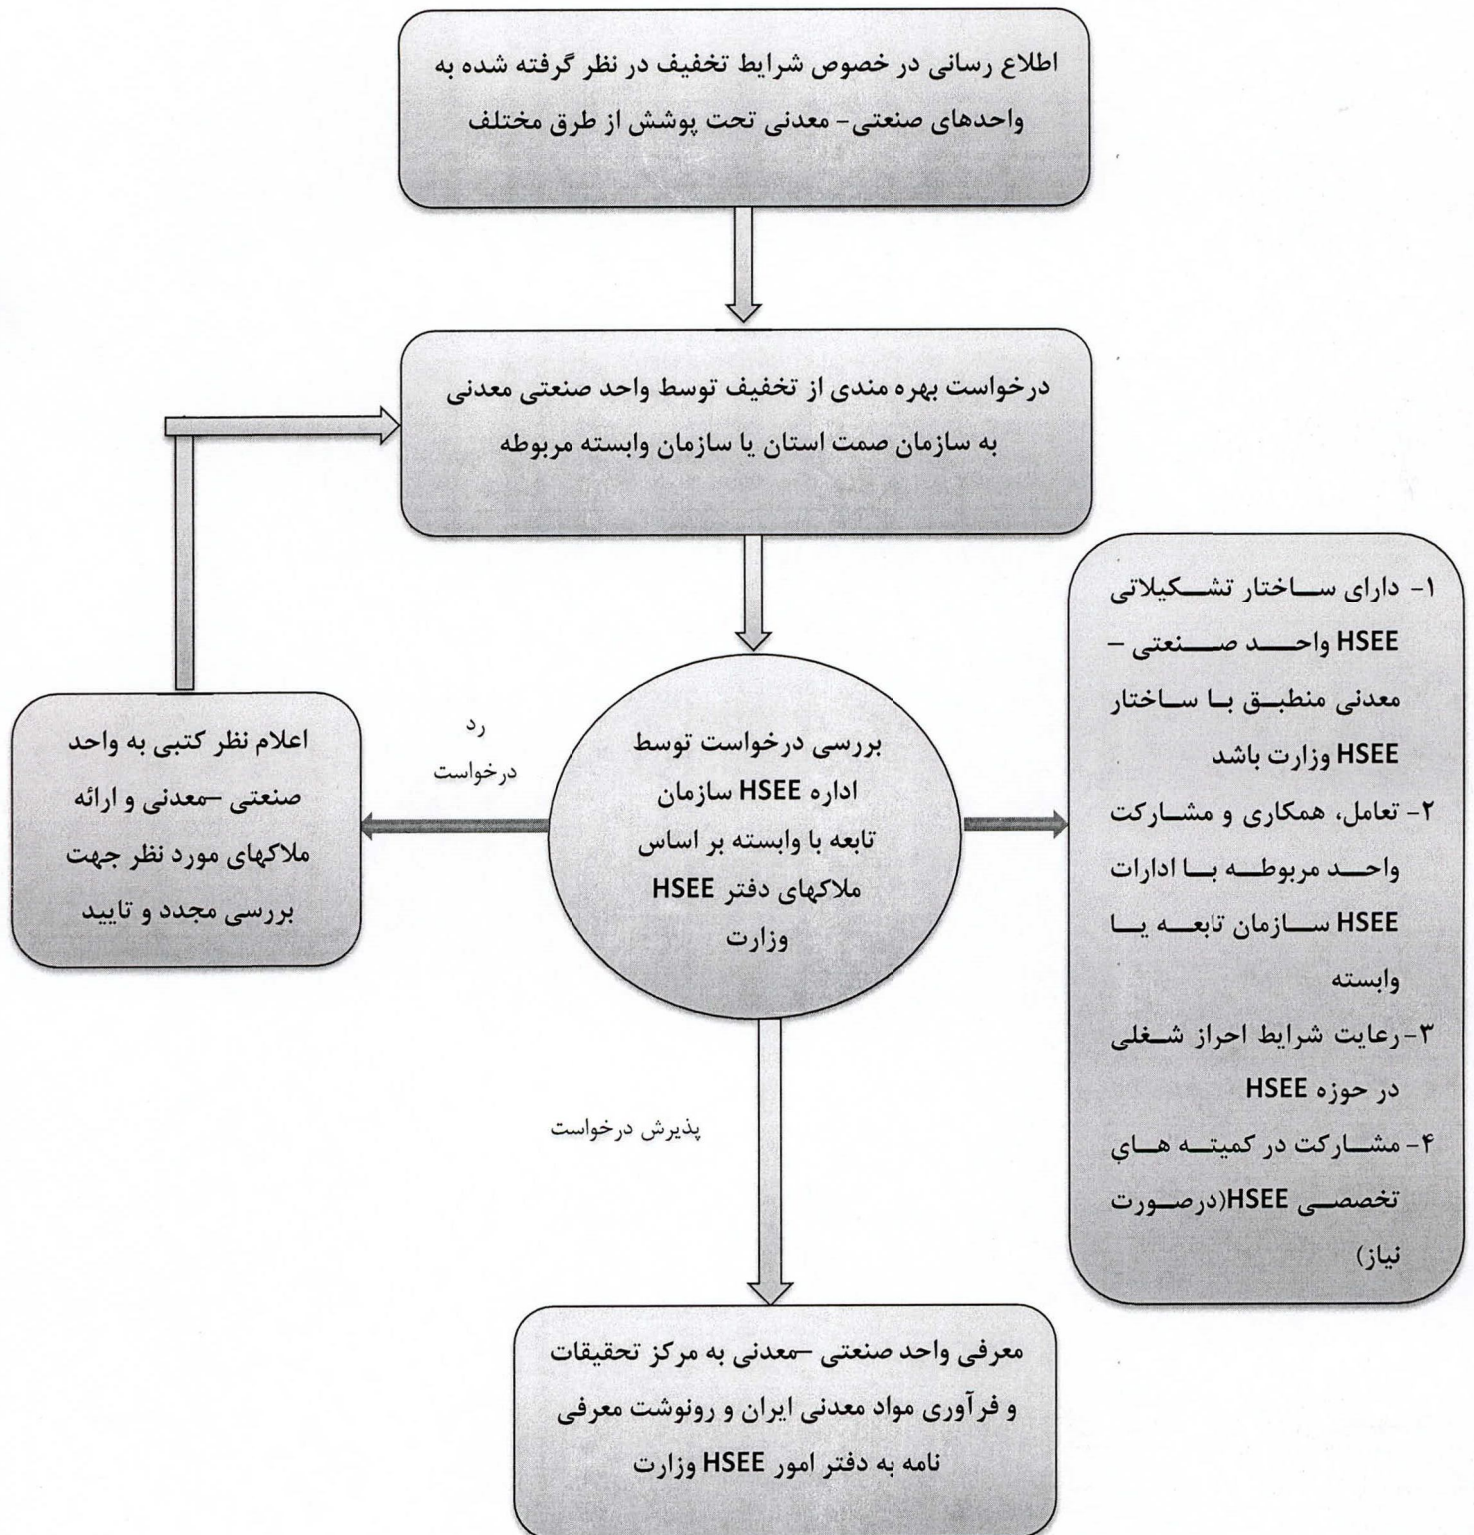 اطلاع رسانی در خصوص شرایط تخفیف در نظر گرفته شده به
واحدهای صنعتی- معدنی تحت پوشش از طرق مختلف
درخواست بهره مندی از تخفیف توسط واحد صنعتی معدنی
به سازمان صمت استان یا سازمان وابسته مربوطه
بررسی درخواست توسط
اداره HSEE سازمان
تابعه با وابسته بر اساس
ملاکهای دفتر HSEE
وزارت
۱- دارای ساختار تشکیلاتی
HSEE واحد صنعتی –
معدنی منطبق با ساختار
HSEE وزارت باشد
۲- تعامل، همکاری و مشارکت
واحد مربوطه با ادارات
HSEE سازمان تابعه یا
وابسته
۳- رعایت شرایط احراز شغلی
در حوزه HSEE
۴- مشارکت در کمیته های
تخصصی HSEE(درصورت
نیاز)
رد
درخواست
اعلام نظر کتبی به واحد
صنعتی –معدنی و ارائه
ملاکهای مورد نظر جهت
بررسی مجدد و تایید
پذیرش درخواست
معرفی واحد صنعتی –معدنی به مرکز تحقیقات
و فرآوری مواد معدنی ایران و رونوشت معرفی
نامه به دفتر امور HSEE وزارت